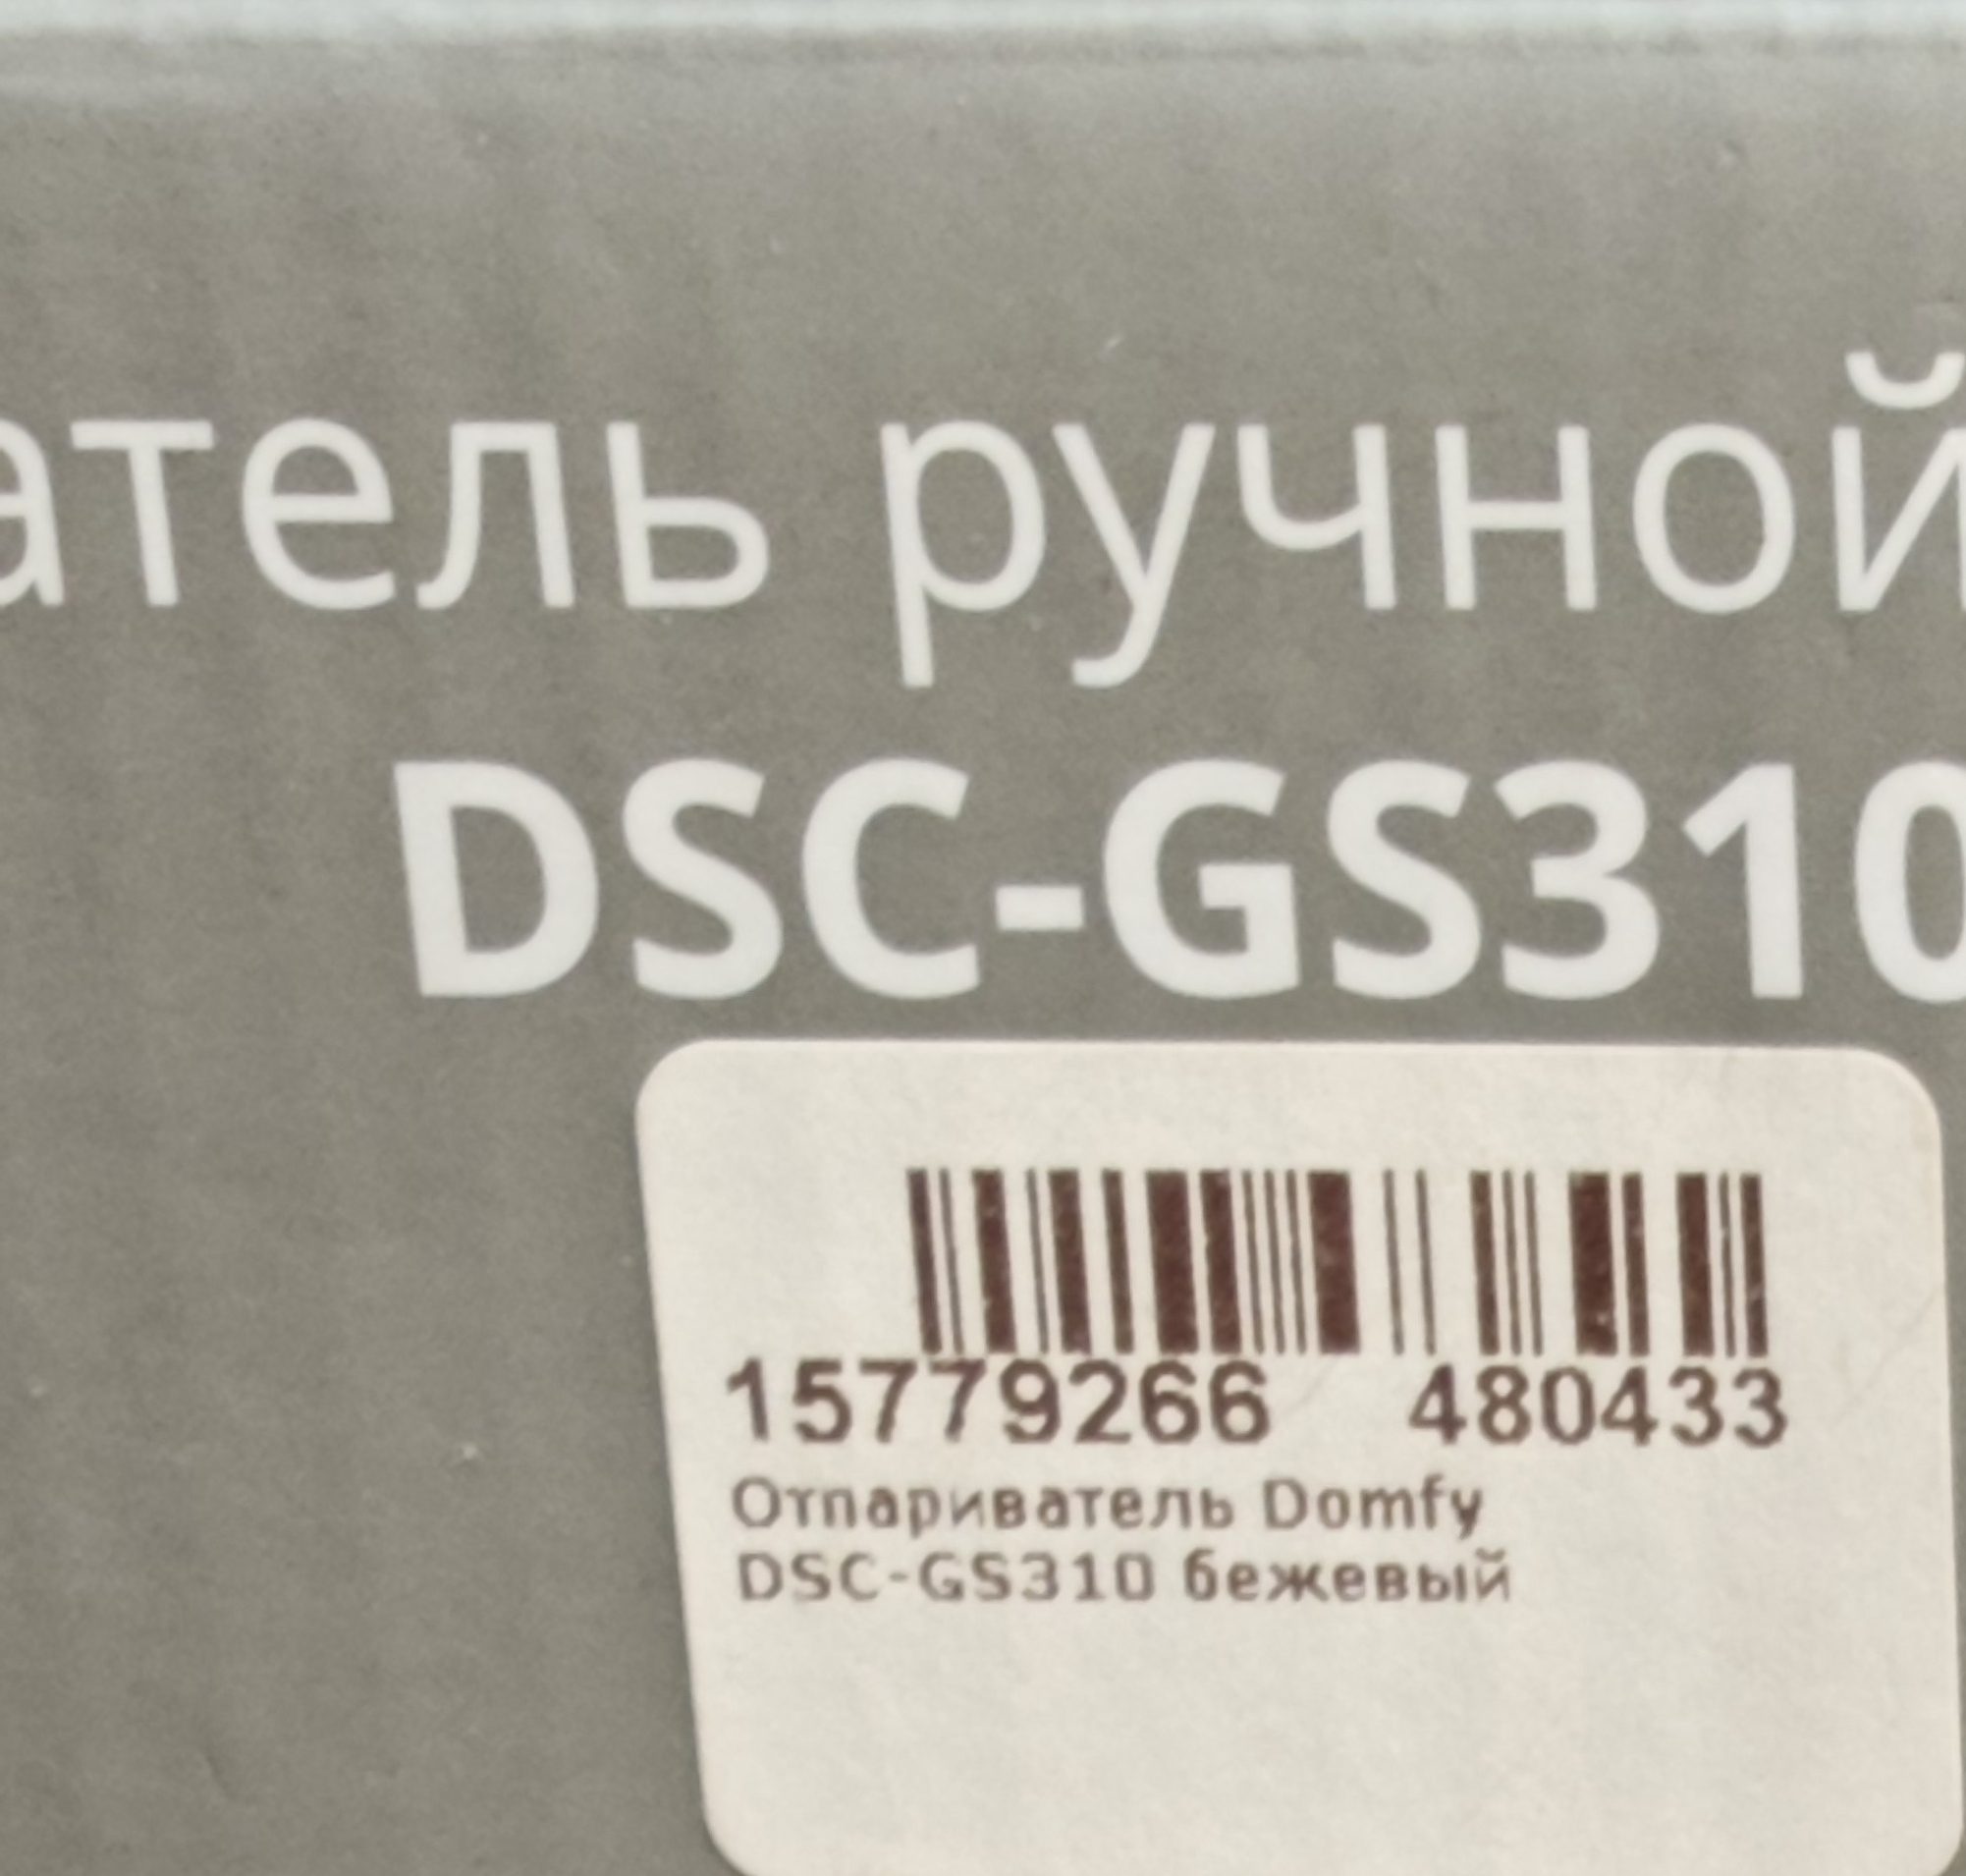 атель ручной
DSC-GS310
15779266 480433
Отпариватель Domfy
DSC-GS310 бежевый